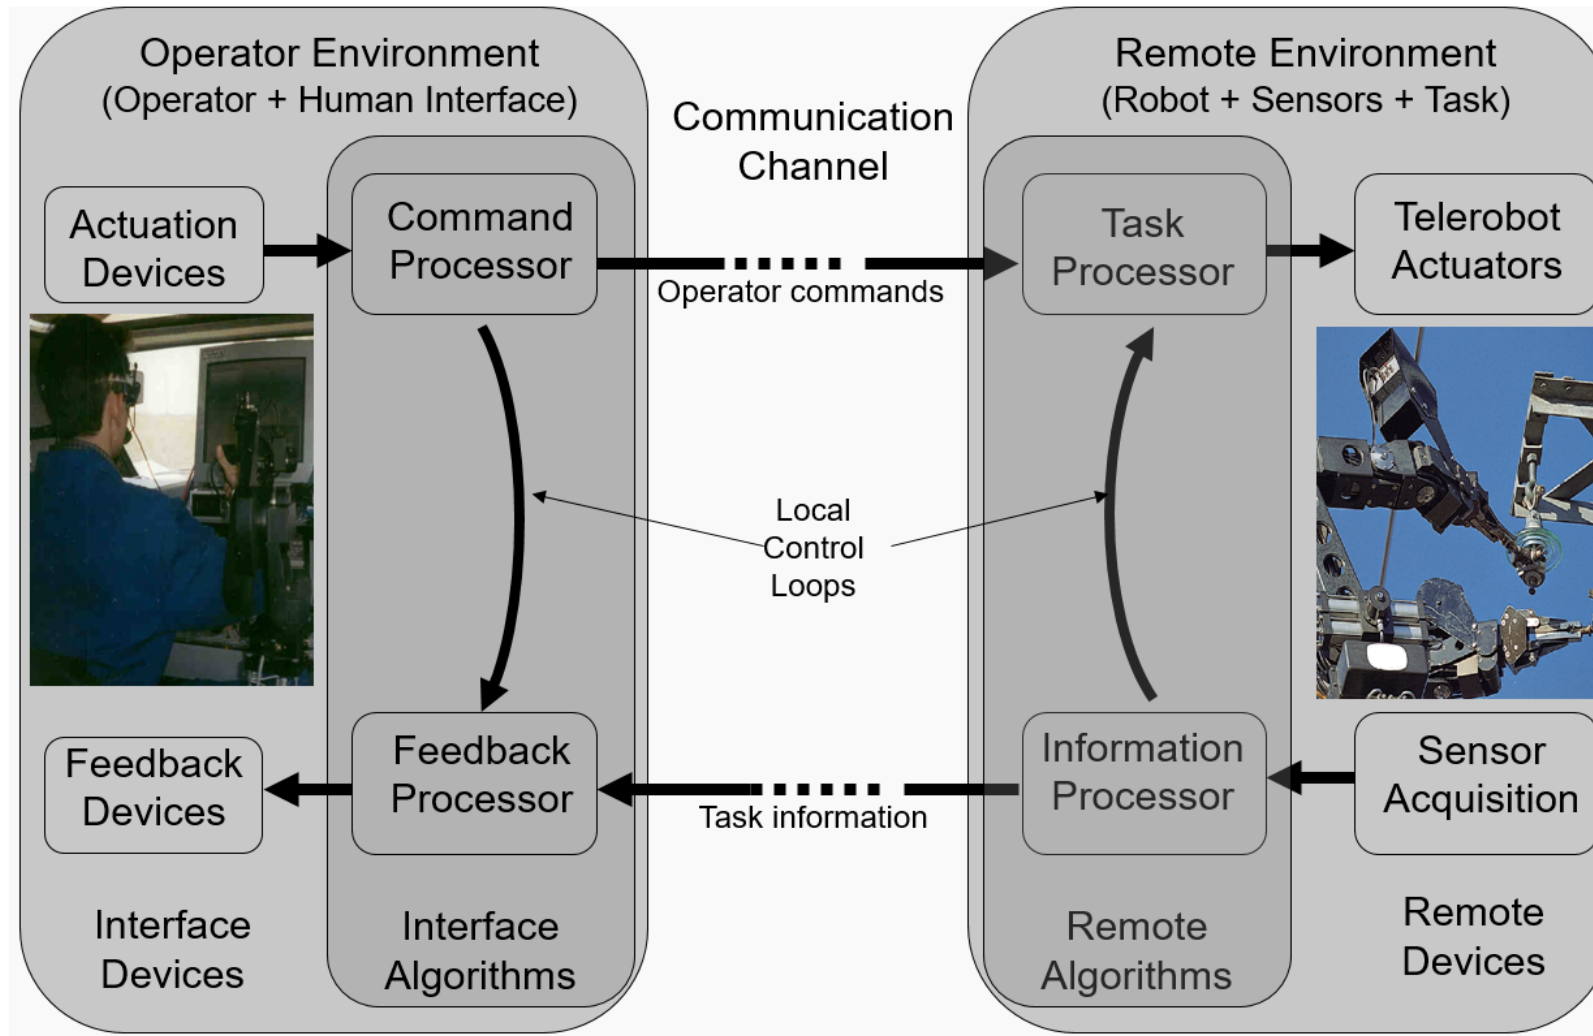 Operator Environment
(Operator + Human Interface)
Communication
Channel
Remote Environment
(Robot + Sensors + Task)
Actuation
Devices
Command
Processor
Operator commands
Task
Processor
Telerobot
Actuators
Local
Control
Loops
Feedback
Devices
Feedback
Processor
Task information
Information
Processor
Sensor
Acquisition
Interface
Devices
Interface
Algorithms
Remote
Algorithms
Remote
Devices